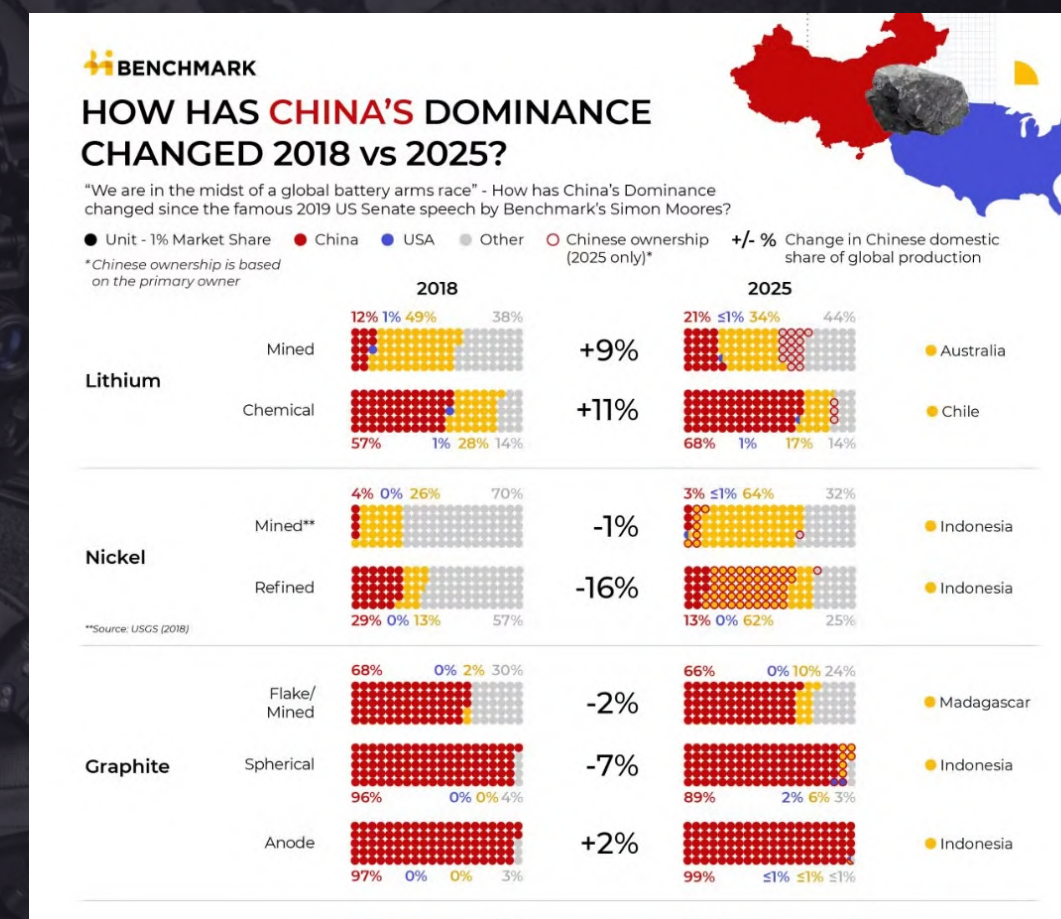 BENCHMARK
HOW HAS CHINA'S DOMINANCE
CHANGED 2018 vs 2025?
“We are in the midst of a global battery arms race” - How has China's Dominance
changed since the famous 2019 US Senate speech by Benchmark's Simon Moores?
Unit - 1% Market Share China USA Other Chinese ownership +/- % Change in Chinese domestic
(2025 only)* share of global production
*Chinese ownership is based
on the primary owner
2018 2025
12% 1% 49% 38% 21% ≤1% 34% 44%
Mined +9% Australia
Lithium
Chemical +11% Chile
57% 1% 28% 14% 68% 1% 17% 14%
4% 0% 26% 70% 3% ≤1% 64% 32%
Mined** -1% Indonesia
Nickel
Refined -16% Indonesia
29% 0% 13% 57% 13% 0% 62% 25%
**Source: USGS (2018)
68% 0% 2% 30% 66% 0% 10% 24%
Flake/
Mined -2% Madagascar
Graphite Spherical -7% Indonesia
96% 0% 0% 4% 89% 2% 6% 3%
Anode +2% Indonesia
97% 0% 0% 3% 99% ≤1% ≤1% ≤1%